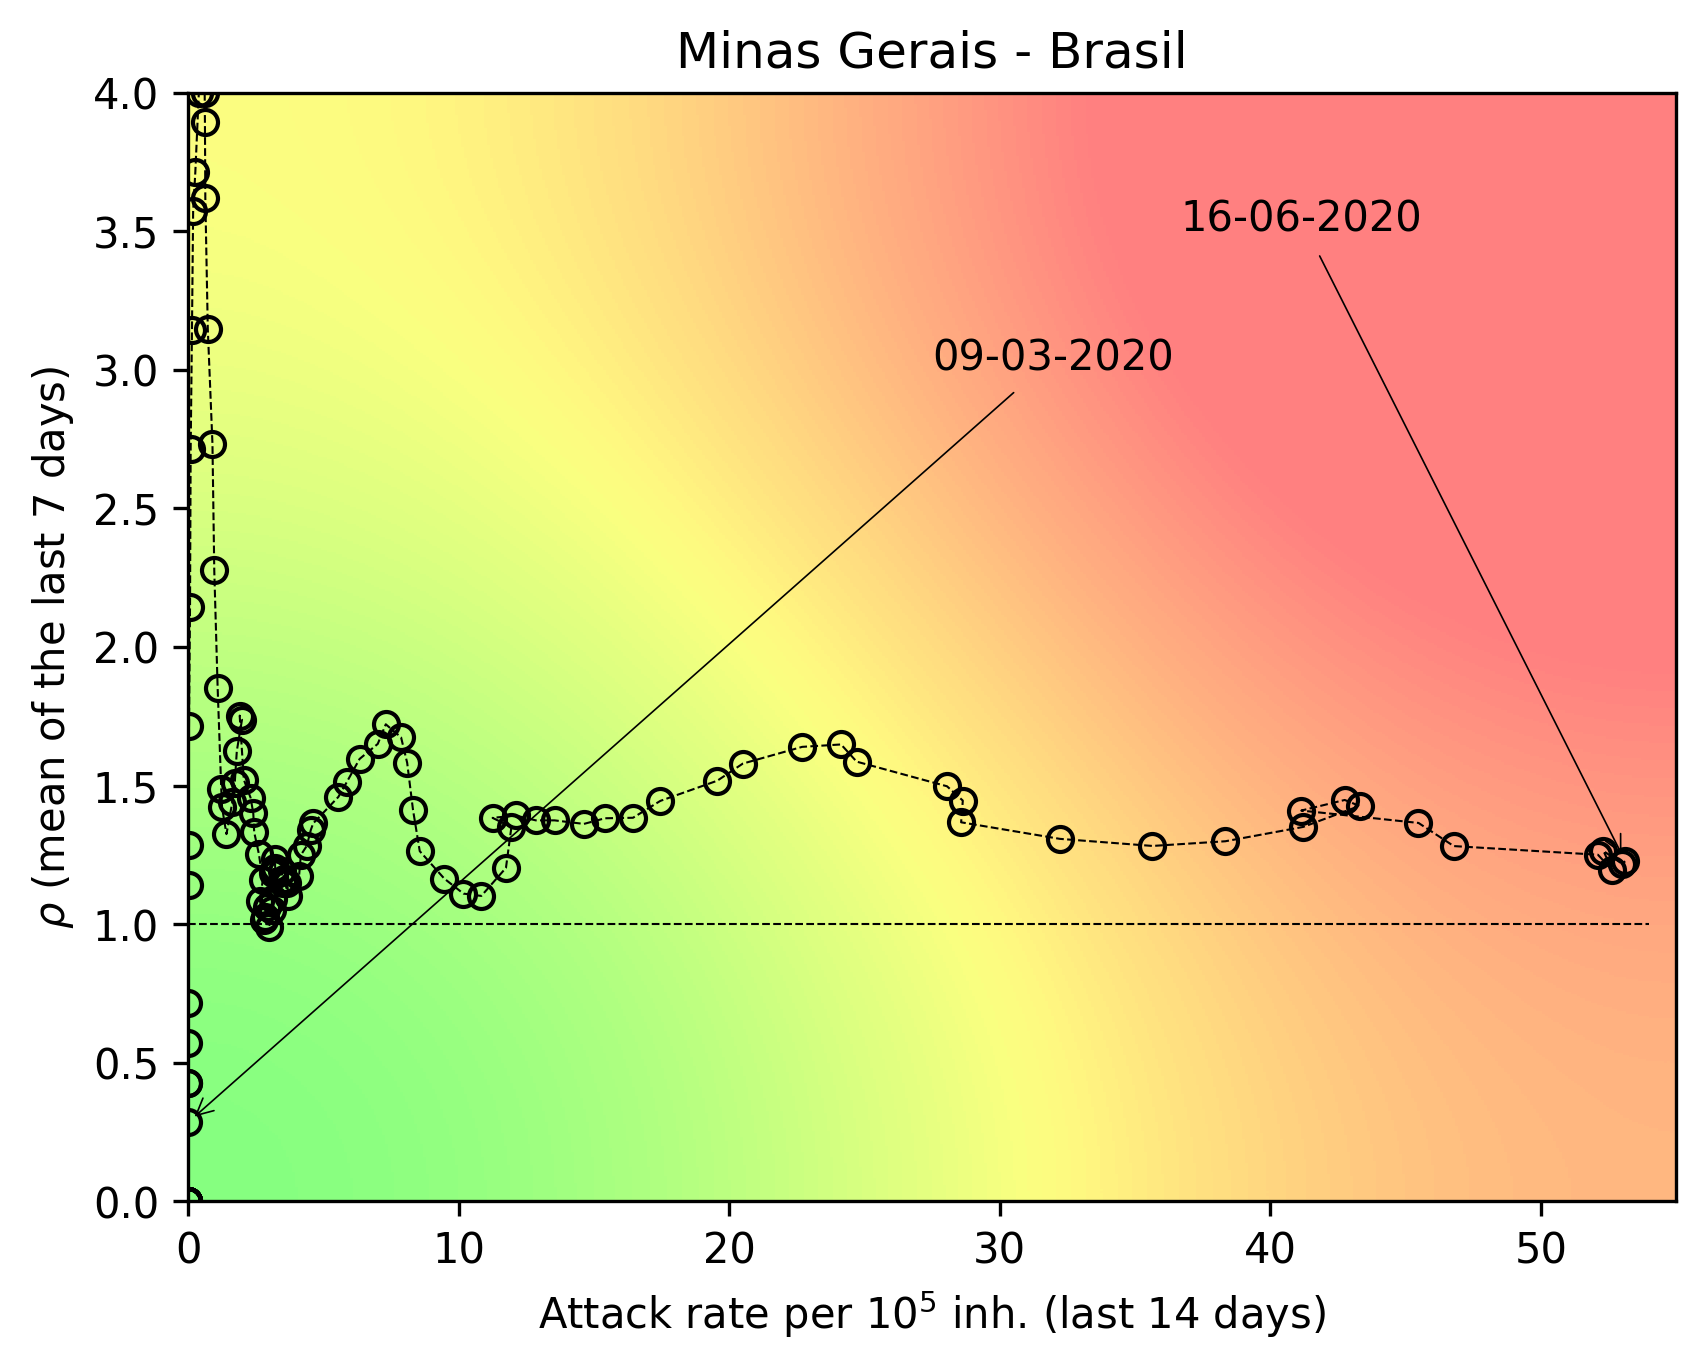 Minas Gerais - Brasil
4.0
3.5
3.0
2.5
2.0
1.5
1.0
0.5
0.0
ρ (mean of the last 7 days)
16-06-2020
09-03-2020
0 10 20 30 40 50
Attack rate per 10⁵ inh. (last 14 days)